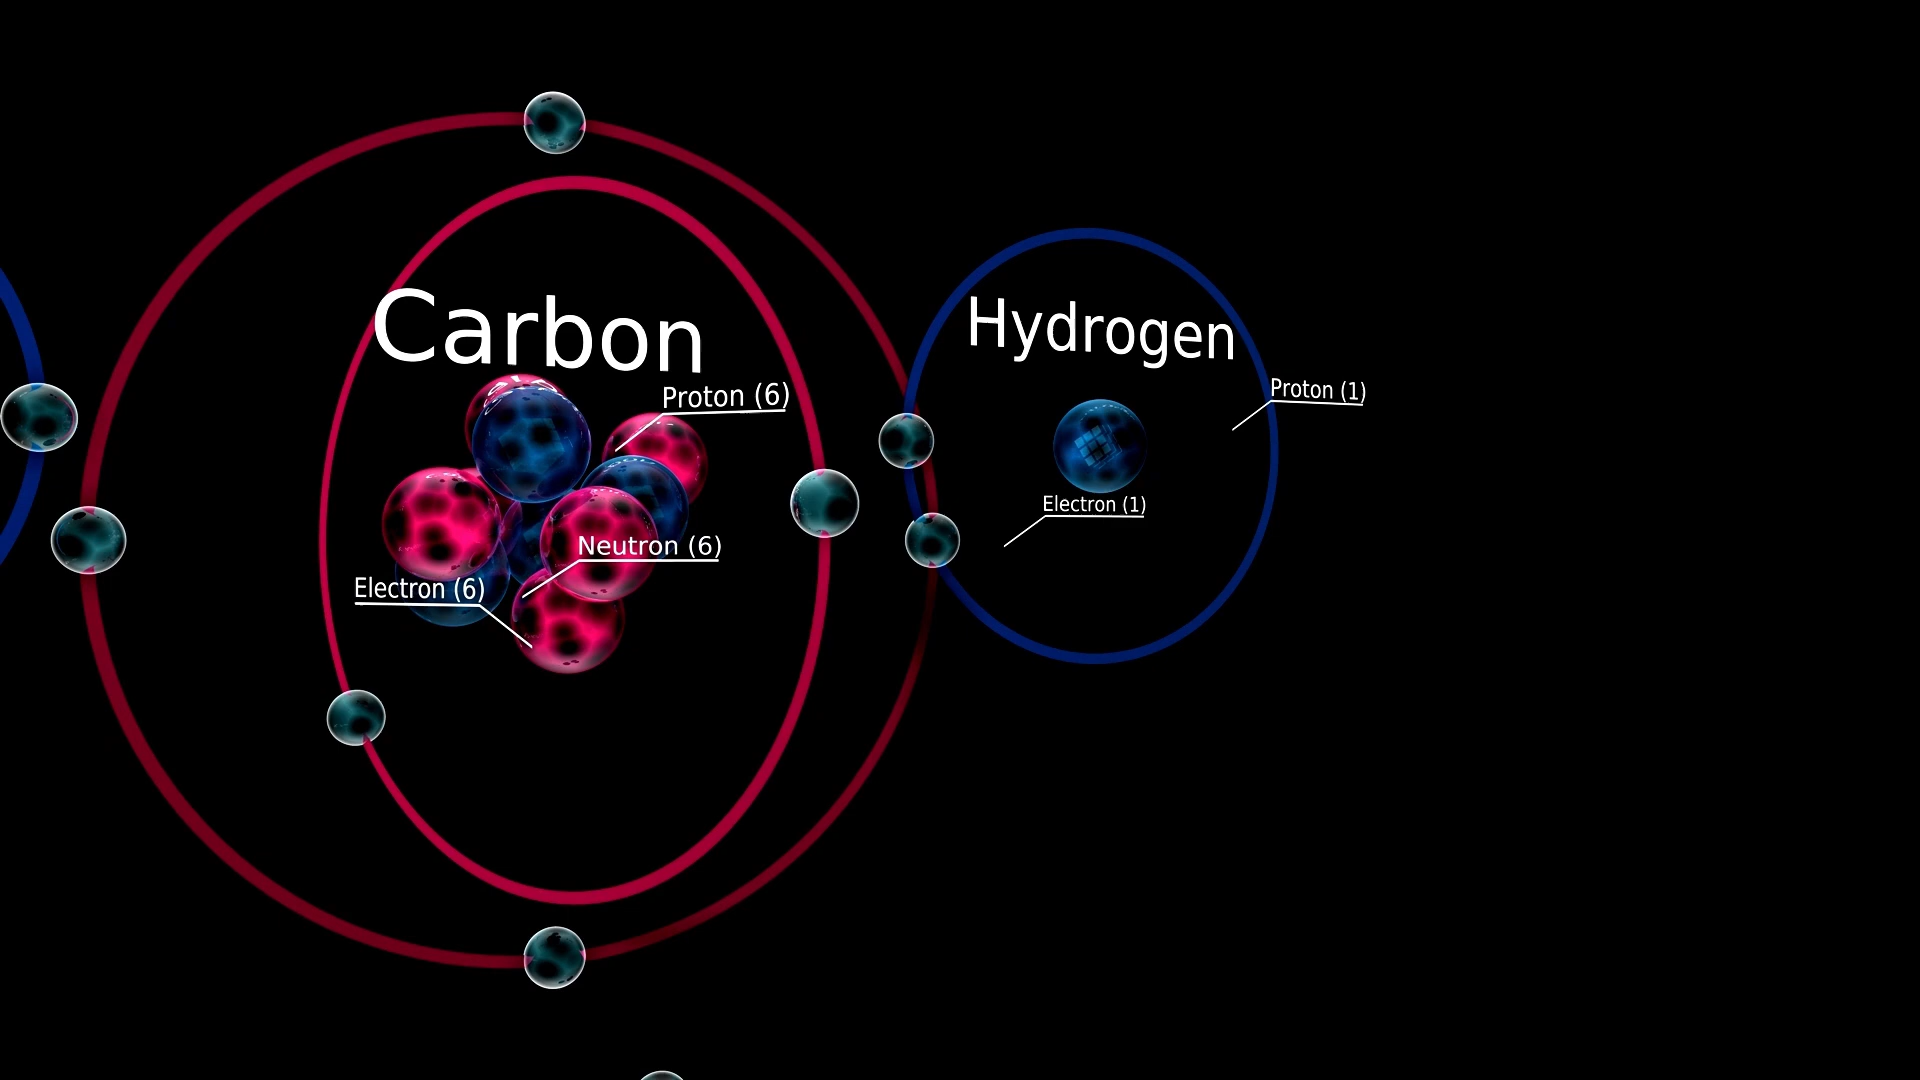 Carbon
Proton (6)
Neutron (6)
Electron (6)
Hydrogen
Proton (1)
Electron (1)